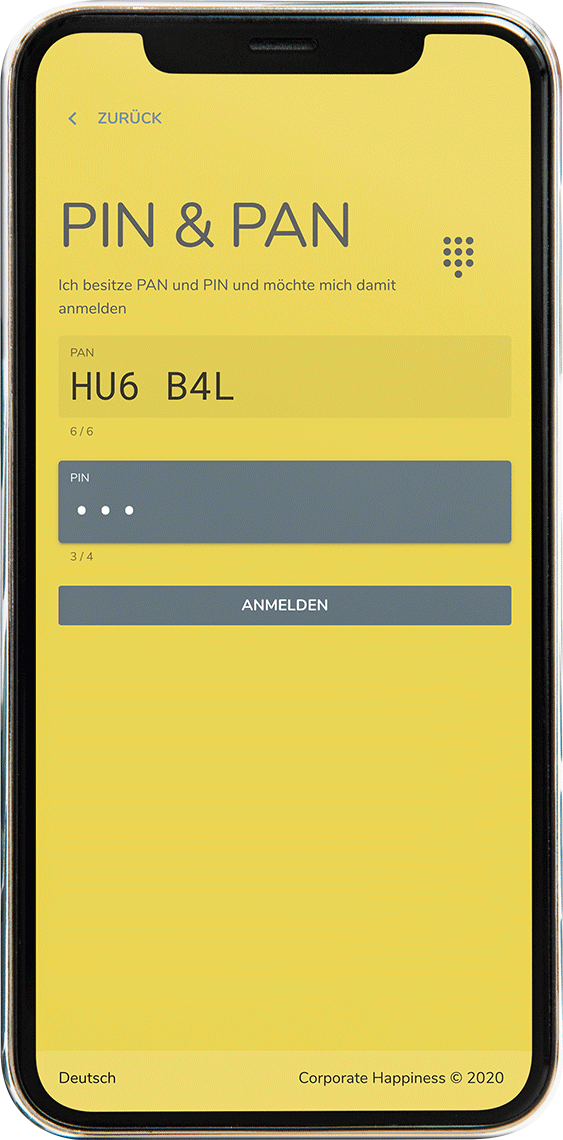 ZURÜCK
PIN & PAN
Ich besitze PAN und PIN und möchte mich damit
anmelden
PAN
HU6 B4L
6 / 6
PIN
•••
3 / 4
ANMELDEN
Deutsch
Corporate Happiness © 2020